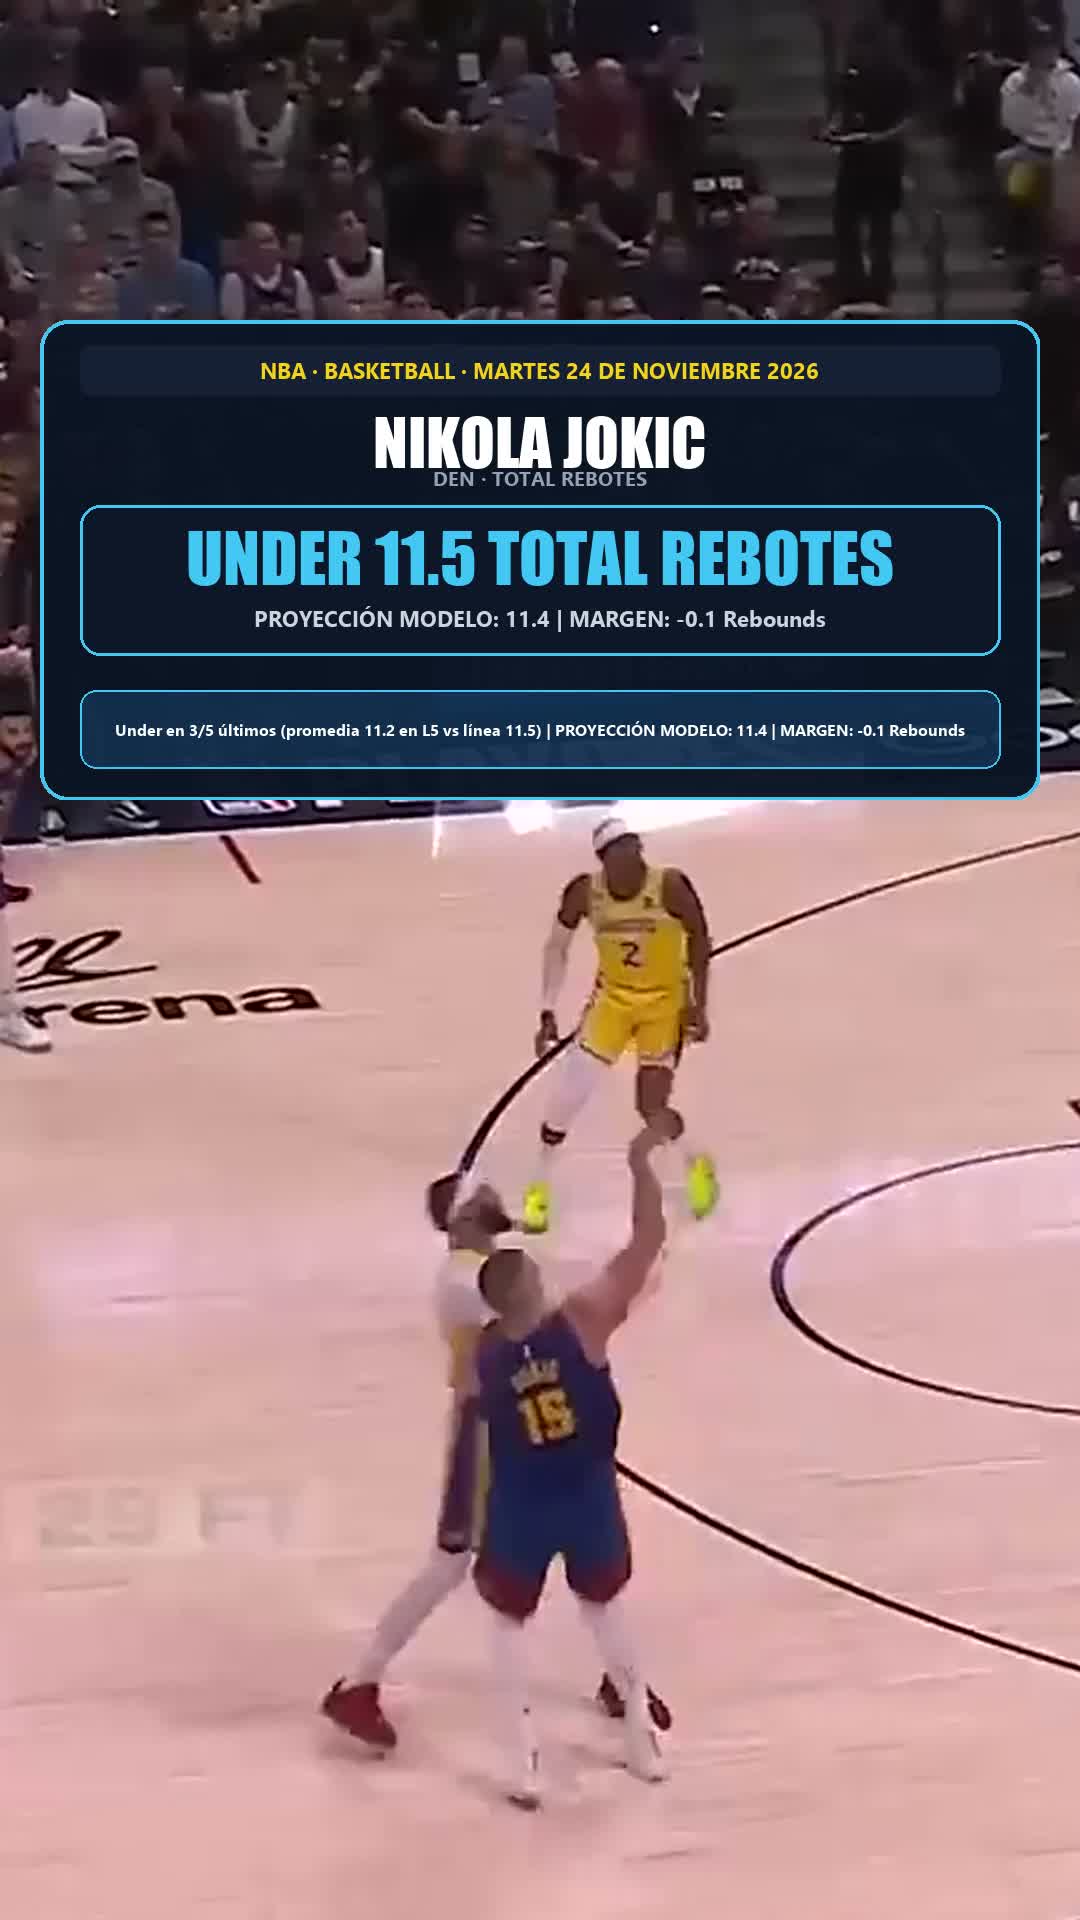 NBA · BASKETBALL · MARTES 24 DE NOVIEMBRE 2026
NIKOLA JOKIC
DEN · TOTAL REBOTES
UNDER 11.5 TOTAL REBOTES
PROYECCIÓN MODELO: 11.4 | MARGEN: -0.1 Rebounds
Under en 3/5 últimos (promedia 11.2 en L5 vs línea 11.5) | PROYECCIÓN MODELO: 11.4 | MARGEN: -0.1 Rebounds
2
15
29 FT